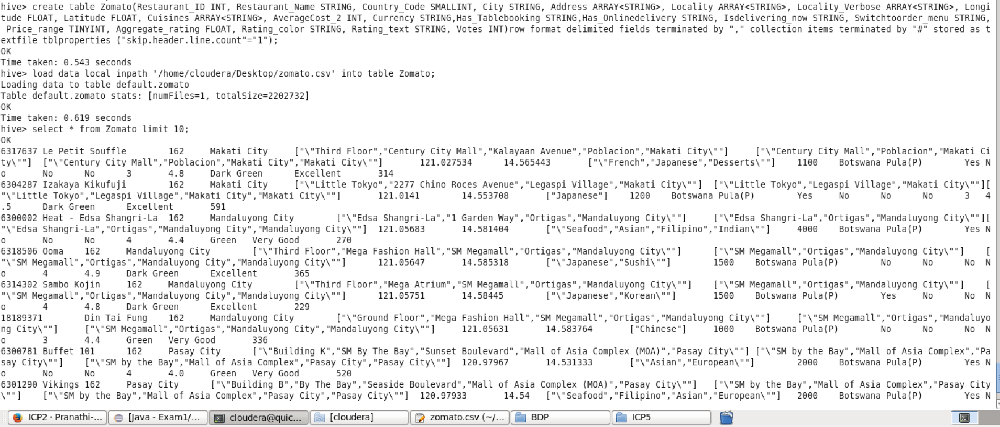 hive> create table Zomato(Restaurant_ID INT, Restaurant_Name STRING, Country_Code SMALLINT, City STRING, Address ARRAY<STRING>, Locality ARRAY<STRING>, Locality_Verbose ARRAY<STRING>, Longi
tude FLOAT, Latitude FLOAT, Cuisines ARRAY<STRING>, AverageCost_2 INT, Currency STRING,Has_Tablebooking STRING,Has_Onlinedelivery STRING, Isdelivering_now STRING, Switchtoorder_menu STRING,
 Price_range TINYINT, Aggregate_rating FLOAT, Rating_color STRING, Rating_text STRING, Votes INT)row format delimited fields terminated by "," collection items terminated by "#" stored as t
extfile tblproperties ("skip.header.line.count"="1");
OK
Time taken: 0.543 seconds
hive> load data local inpath '/home/cloudera/Desktop/zomato.csv' into table Zomato;
Loading data to table default.zomato
Table default.zomato stats: [numFiles=1, totalSize=2202732]
OK
Time taken: 0.619 seconds
hive> select * from Zomato limit 10;
OK
6317637 Le Petit Souffle        162     Makati City     ["\"Third Floor","Century City Mall","Kalayaan Avenue","Poblacion","Makati City\""]     ["\"Century City Mall","Poblacion","Makati Ci
ty\""]  ["\"Century City Mall","Poblacion","Makati City","Makati City\""]       121.027534      14.565443       ["\"French","Japanese","Desserts\""]    1100    Botswana Pula(P)        Yes N
o       No      No      3       4.8     Dark Green      Excellent       314
6304287 Izakaya Kikufuji        162     Makati City     ["\"Little Tokyo","2277 Chino Roces Avenue","Legaspi Village","Makati City\""]  ["\"Little Tokyo","Legaspi Village","Makati City\""][
"\"Little Tokyo","Legaspi Village","Makati City","Makati City\""]       121.0141        14.553708       ["Japanese"]    1200    Botswana Pula(P)        Yes     No      No      No      3   4
.5      Dark Green      Excellent       591
6300002 Heat - Edsa Shangri-La  162     Mandaluyong City        ["\"Edsa Shangri-La","1 Garden Way","Ortigas","Mandaluyong City\""]     ["\"Edsa Shangri-La","Ortigas","Mandaluyong City\""][
"\"Edsa Shangri-La","Ortigas","Mandaluyong City","Mandaluyong City\""]  121.05683       14.581404       ["\"Seafood","Asian","Filipino","Indian\""]     4000    Botswana Pula(P)        Yes N
o       No      No      4       4.4     Green   Very Good       270
6318506 Ooma    162     Mandaluyong City        ["\"Third Floor","Mega Fashion Hall","SM Megamall","Ortigas","Mandaluyong City\""]      ["\"SM Megamall","Ortigas","Mandaluyong City\""]    [
"\"SM Megamall","Ortigas","Mandaluyong City","Mandaluyong City\""]      121.05647       14.585318       ["\"Japanese","Sushi\""]        1500    Botswana Pula(P)        No      No      No  N
o       4       4.9     Dark Green      Excellent       365
6314302 Sambo Kojin     162     Mandaluyong City        ["\"Third Floor","Mega Atrium","SM Megamall","Ortigas","Mandaluyong City\""]    ["\"SM Megamall","Ortigas","Mandaluyong City\""]    [
"\"SM Megamall","Ortigas","Mandaluyong City","Mandaluyong City\""]      121.05751       14.58445        ["\"Japanese","Korean\""]       1500    Botswana Pula(P)        Yes     No      No  N
o       4       4.8     Dark Green      Excellent       229
18189371        Din Tai Fung    162     Mandaluyong City        ["\"Ground Floor","Mega Fashion Hall","SM Megamall","Ortigas","Mandaluyong City\""]     ["\"SM Megamall","Ortigas","Mandaluyo
ng City\""]     ["\"SM Megamall","Ortigas","Mandaluyong City","Mandaluyong City\""]     121.05631       14.583764       ["Chinese"]     1000    Botswana Pula(P)        No      No      No  N
o       3       4.4     Green   Very Good       336
6300781 Buffet 101      162     Pasay City      ["\"Building K","SM By The Bay","Sunset Boulevard","Mall of Asia Complex (MOA)","Pasay City\""] ["\"SM by the Bay","Mall of Asia Complex","Pa
say City\""]    ["\"SM by the Bay","Mall of Asia Complex","Pasay City","Pasay City\""]  120.97967       14.531333       ["\"Asian","European\""]        2000    Botswana Pula(P)        Yes N
o       No      No      4       4.0     Green   Very Good       520
6301290 Vikings 162     Pasay City      ["\"Building B","By The Bay","Seaside Boulevard","Mall of Asia Complex (MOA)","Pasay City\""]   ["\"SM by the Bay","Mall of Asia Complex","Pasay City
\""]    ["\"SM by the Bay","Mall of Asia Complex","Pasay City","Pasay City\""]  120.97933       14.54   ["\"Seafood","Filipino","Asian","European\""]   2000    Botswana Pula(P)        Yes N
ICP2 - Pranathi-... [Java - Exam1/... cloudera@quic... [cloudera] zomato.csv (~/... BDP ICP5